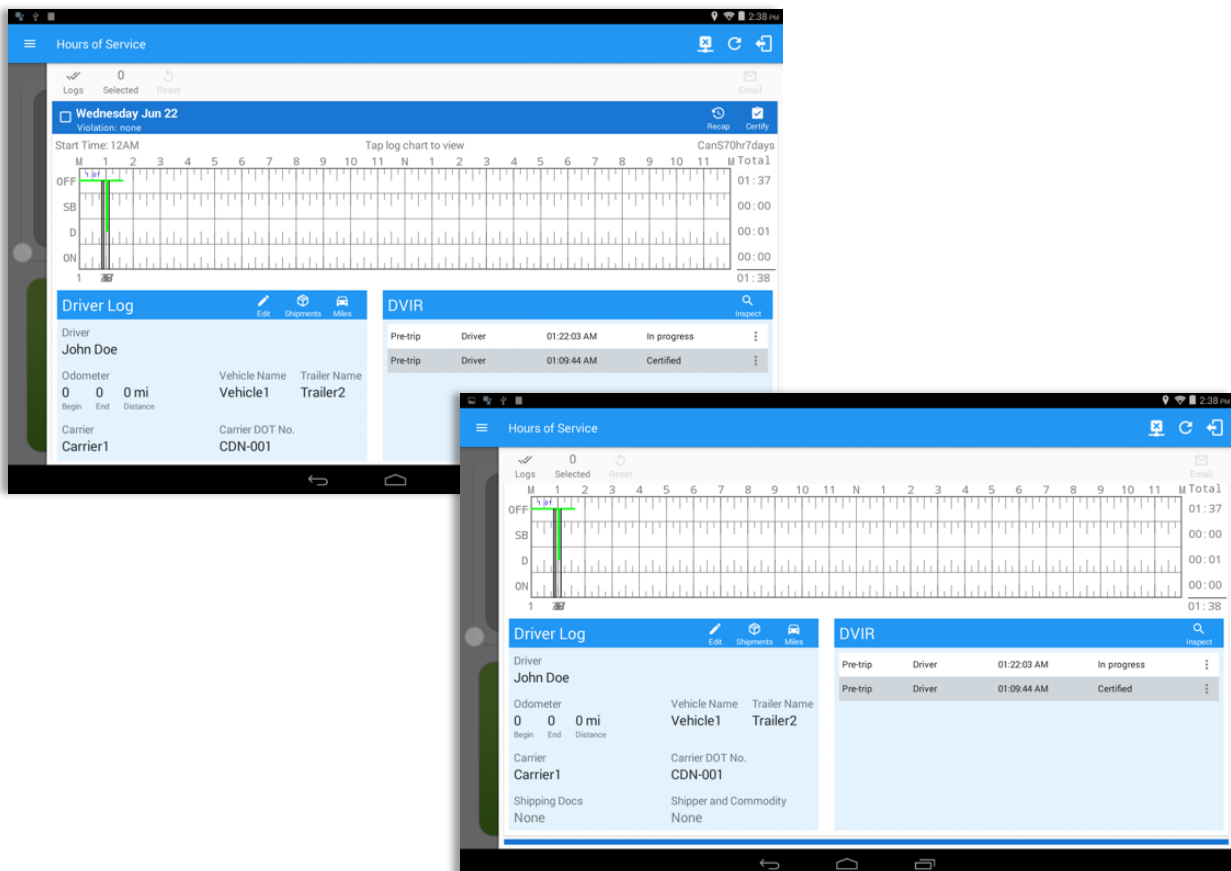 2:38 PM
Hours of Service
0
Logs Selected Reset Email
Wednesday Jun 22
Violation: none
Recap Certify
Start Time: 12AM Tap log chart to view CanS70hr7days
M 1 2 3 4 5 6 7 8 9 10 11 N 1 2 3 4 5 6 7 8 9 10 11 M Total
OFF 01:37
SB 00:00
D 00:01
ON 00:00
1 01:38
Driver Log
Edit Shipments Miles
DVIR
Inspect
Driver
John Doe
Pre-trip Driver 01:22:03 AM In progress
Pre-trip Driver 01:09:44 AM Certified
Odometer Vehicle Name Trailer Name
0 0 0 mi Vehicle1 Trailer2
Begin End Distance
Carrier Carrier DOT No.
Carrier1 CDN-001
2:38 PM
Hours of Service
0
Logs Selected Reset Email
M 1 2 3 4 5 6 7 8 9 10 11 N 1 2 3 4 5 6 7 8 9 10 11 M Total
OFF 01:37
SB 00:00
D 00:01
ON 00:00
1 01:38
Driver Log
Edit Shipments Miles
DVIR
Inspect
Driver
John Doe
Pre-trip Driver 01:22:03 AM In progress
Pre-trip Driver 01:09:44 AM Certified
Odometer Vehicle Name Trailer Name
0 0 0 mi Vehicle1 Trailer2
Begin End Distance
Carrier Carrier DOT No.
Carrier1 CDN-001
Shipping Docs Shipper and Commodity
None None